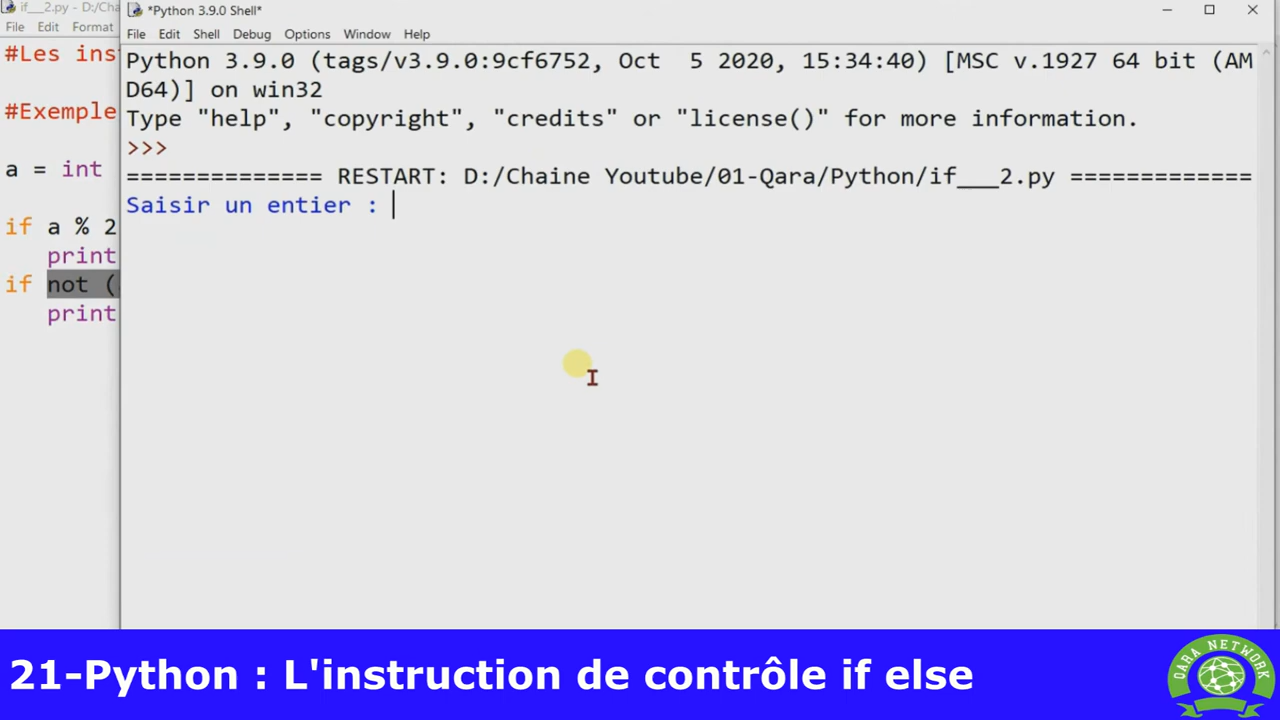 if___2.py - D:/Chai
File Edit Format
#Les ins
#Exemple
a = int
if a % 2
print
if not (
print
*Python 3.9.0 Shell*
File Edit Shell Debug Options Window Help
Python 3.9.0 (tags/v3.9.0:9cf6752, Oct 5 2020, 15:34:40) [MSC v.1927 64 bit (AM
D64)] on win32
Type "help", "copyright", "credits" or "license()" for more information.
>>>
============== RESTART: D:/Chaine Youtube/01-Qara/Python/if___2.py =============
Saisir un entier :
21-Python : L'instruction de contrôle if else
QARA NETWORK